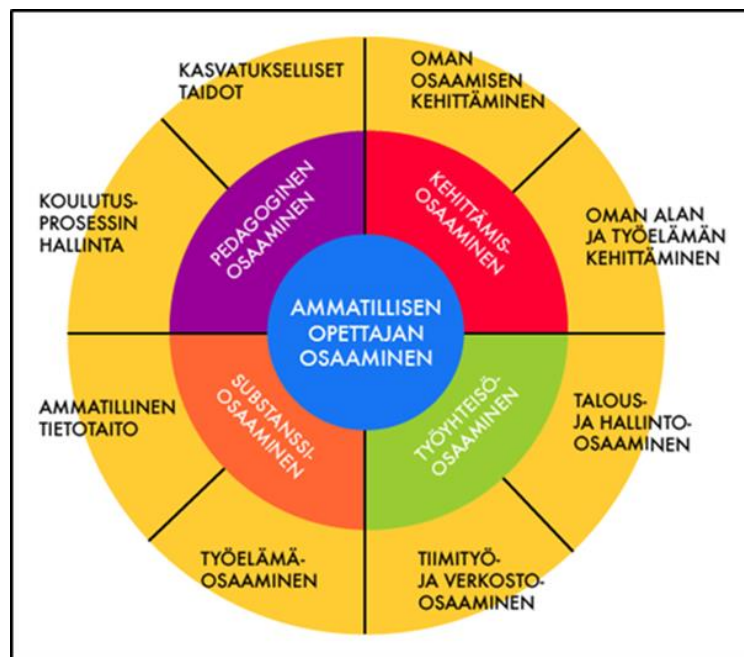 KASVATUKSELLISET
TAIDOT
OMAN
OSAAMISEN
KEHITTÄMINEN
KOULUTUS-
PROSESSIN
HALLINTA
PEDAGOGINEN
OSAAMINEN
KEHITTÄMIS-
OSAAMINEN
OMAN ALAN
JA TYÖELÄMÄN
KEHITTÄMINEN
AMMATILLISEN
OPETTAJAN
OSAAMINEN
AMMATILLINEN
TIETOTAITO
SUBSTANSSI-
OSAAMINEN
TYÖYHTEISÖ-
OSAAMINEN
TALOUS-
JA HALLINTO-
OSAAMINEN
TYÖELÄMÄ-
OSAAMINEN
TIIMITYÖ-
JA VERKOSTO-
OSAAMINEN